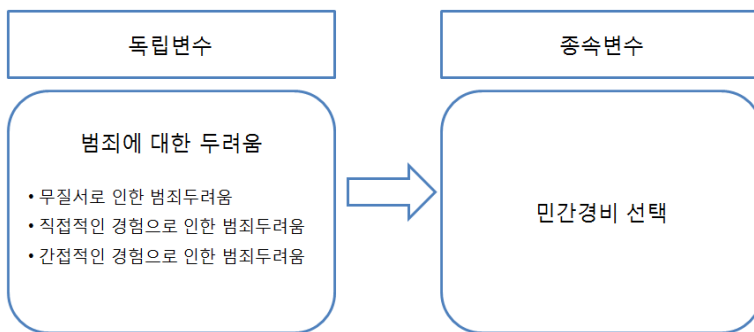 독립변수
종속변수
범죄에 대한 두려움
• 무질서로 인한 범죄두려움
• 직접적인 경험으로 인한 범죄두려움
• 간접적인 경험으로 인한 범죄두려움
민간경비 선택